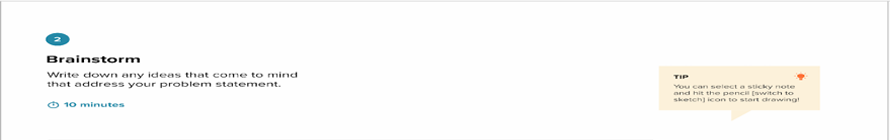 2
Brainstorm
Write down any ideas that come to mind
that address your problem statement.
10 minutes
TIP
You can select a sticky note
and hit the pencil [switch to
sketch] icon to start drawing!